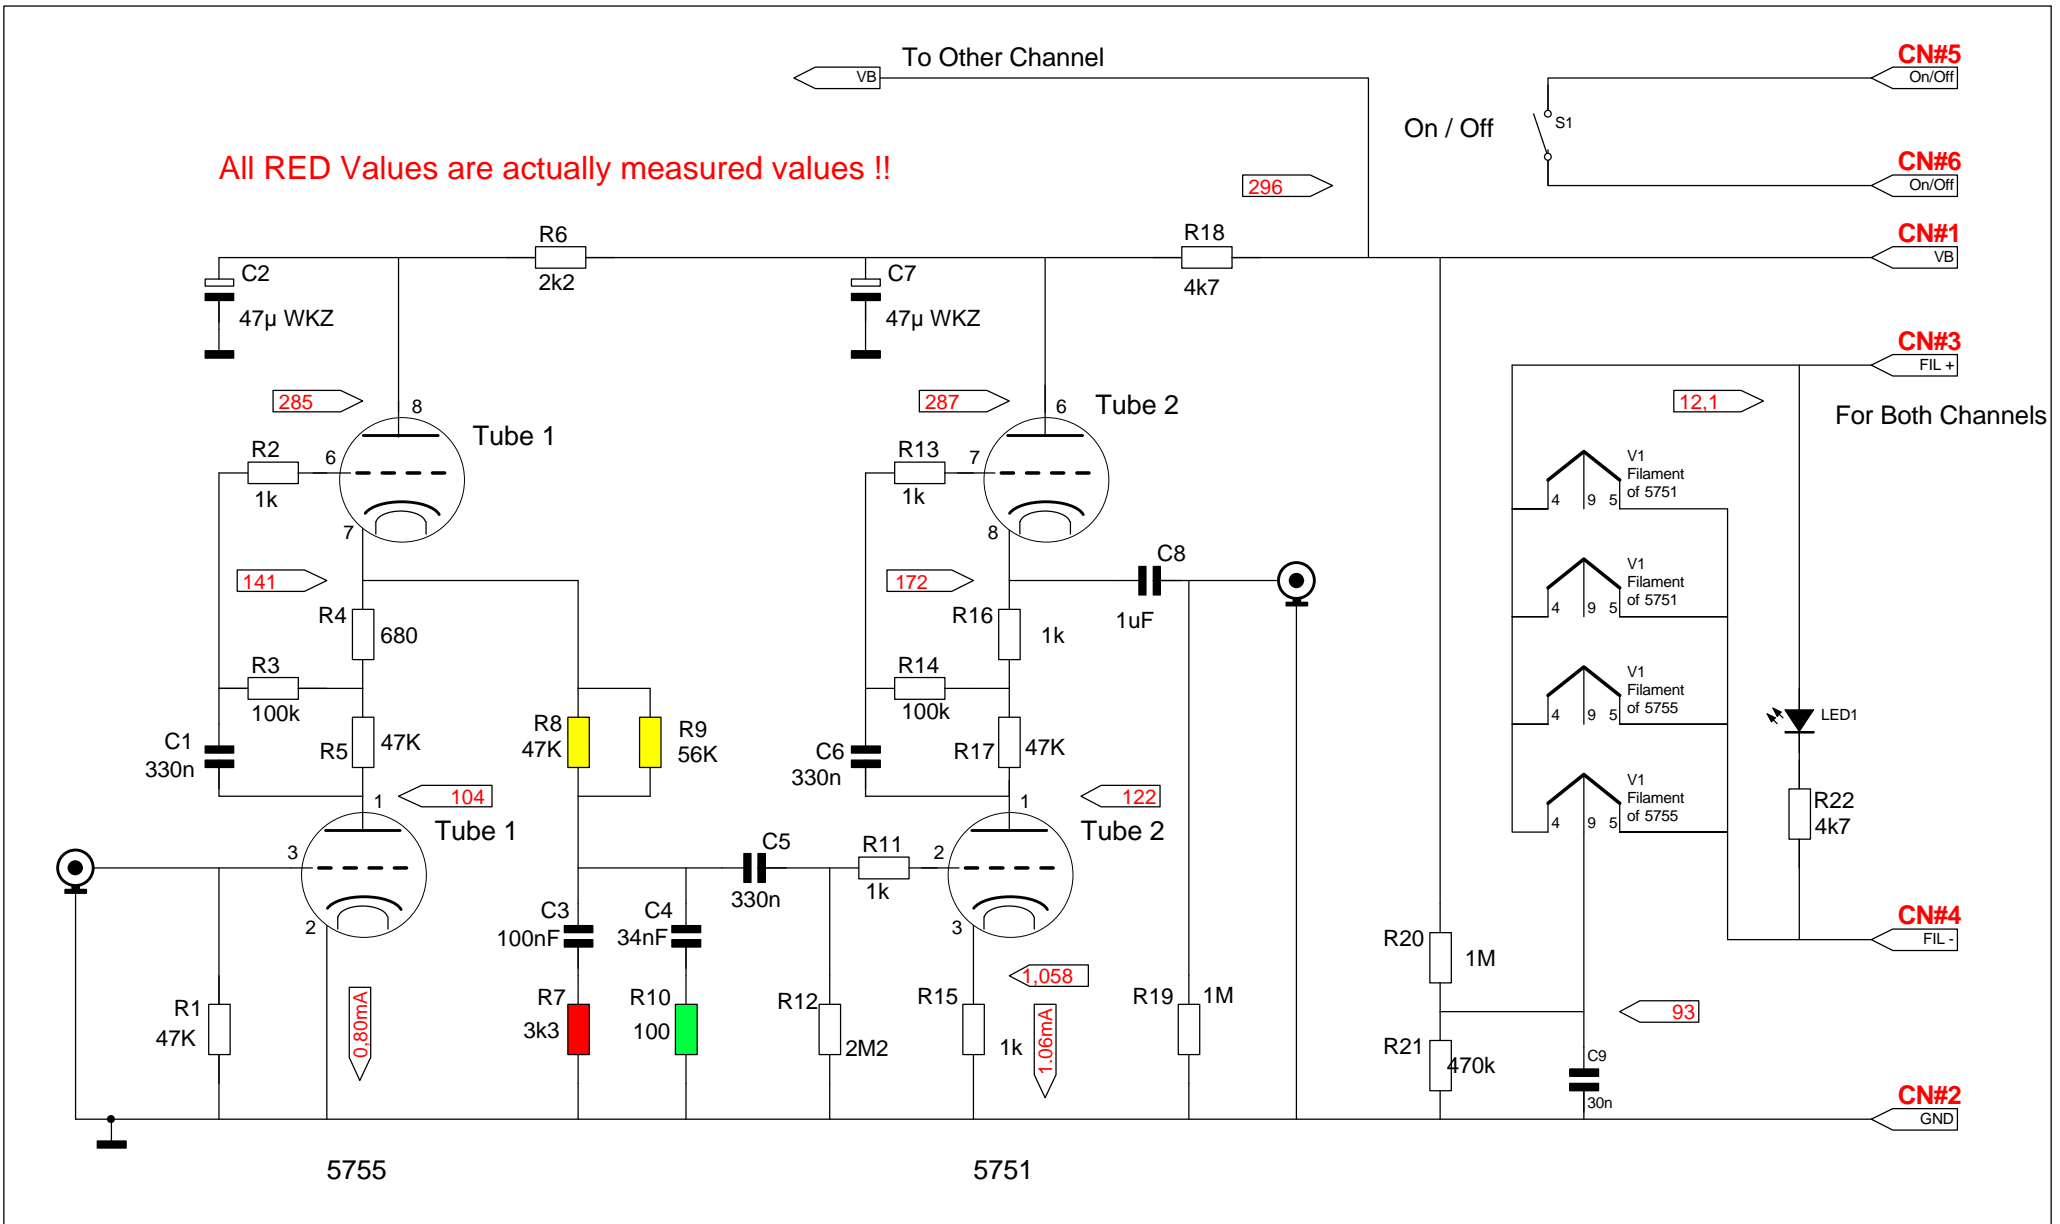 To Other Channel
VB
CN#5
On/Off
On / Off
S1
CN#6
On/Off
All RED Values are actually measured values !!
296
CN#1
VB
R6
2k2
R18
4k7
C2
47µ WKZ
C7
47µ WKZ
CN#3
FIL +
285
8
Tube 1
287
6
Tube 2
12,1
For Both Channels
R2
6
1k
7
R13
7
1k
8
V1
Filament
of 5751
4 9 5
141
R4
680
172
R16
1k
C8
1uF
V1
Filament
of 5751
4 9 5
R3
100k
R14
100k
V1
Filament
of 5755
4 9 5
LED1
C1
330n
R5
47K
R8
47K
R9
56K
C6
330n
R17
47K
104
1
Tube 1
122
1
Tube 2
V1
Filament
of 5755
4 9 5
R22
4k7
3
2
C5
330n
R11
1k
2
3
C3
100nF
C4
34nF
CN#4
FIL -
R20
1M
R1
47K
0,80mA
R7
3k3
R10
100
R12
2M2
R15
1k
1,058
1.06mA
R19
1M
93
R21
470k
C9
30n
CN#2
GND
5755
5751